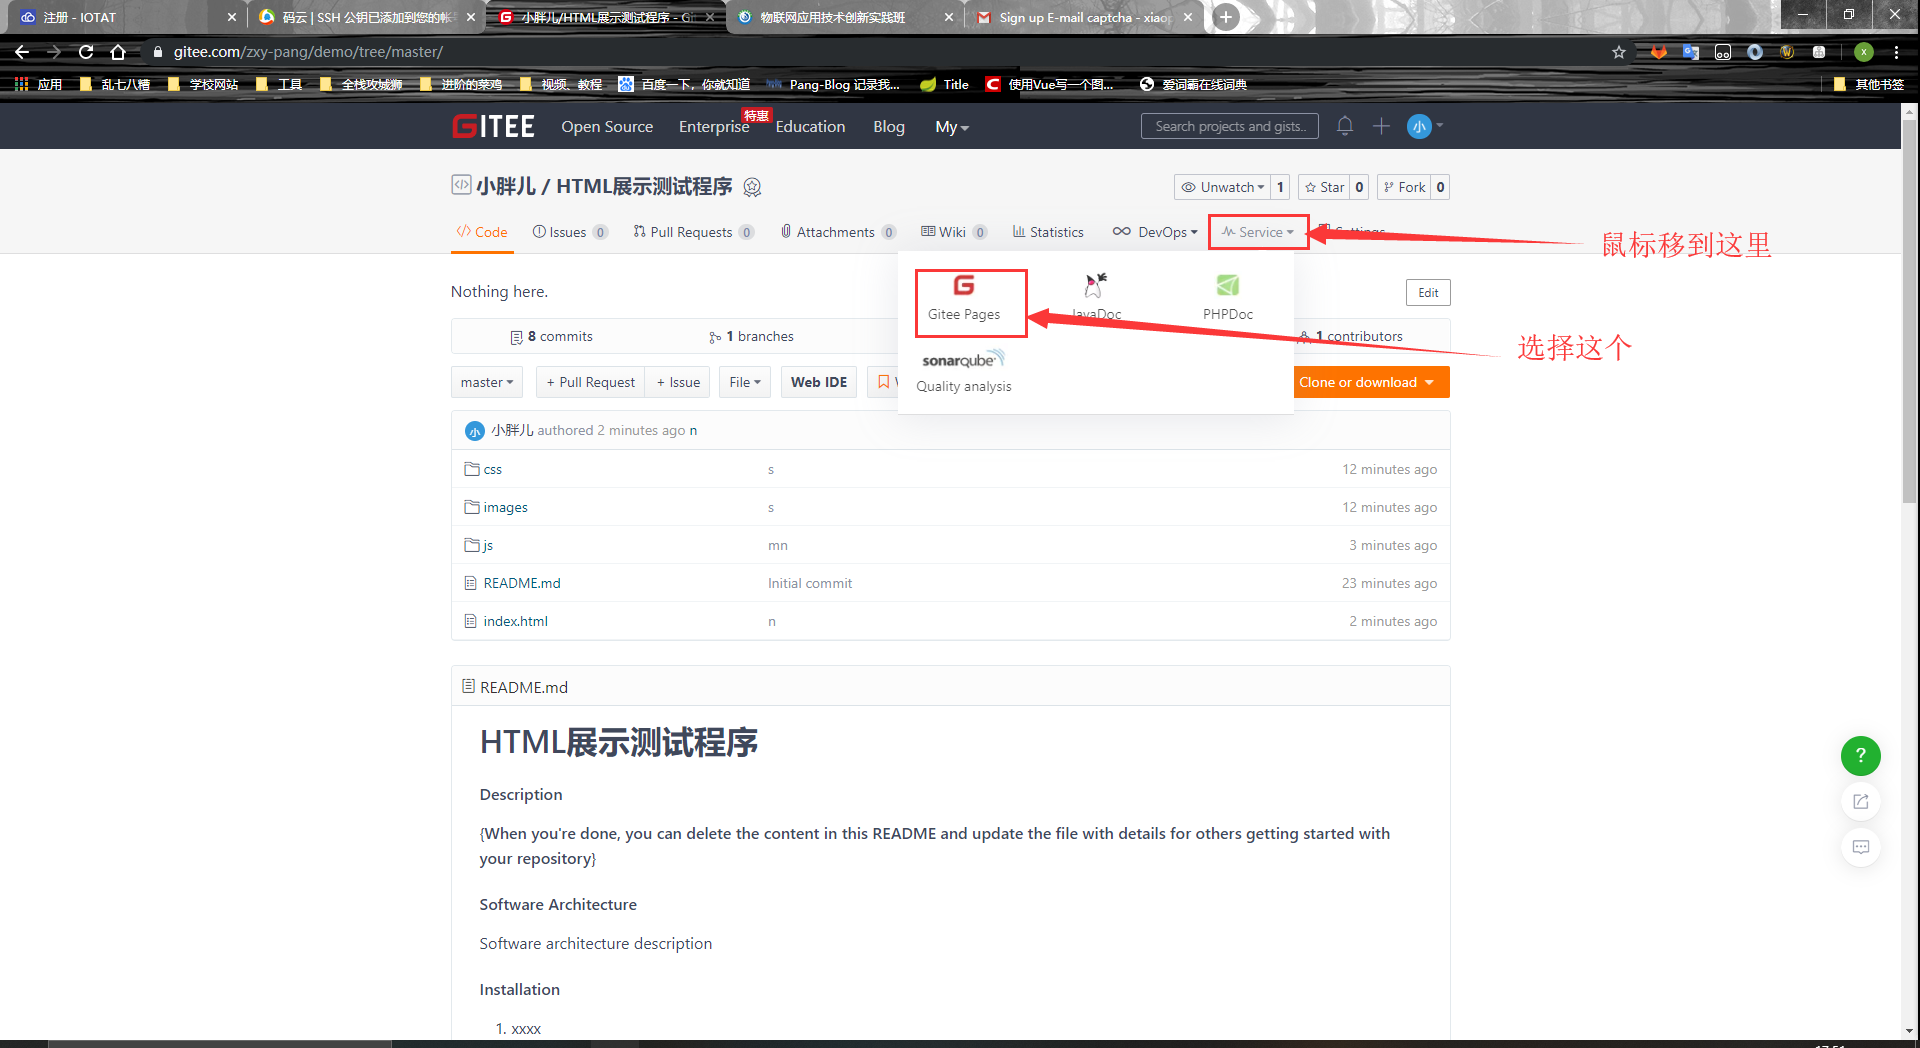 注册 - IOTAT
码云 | SSH 公钥已添加到您的帐
小胖儿/HTML展示测试程序 - Gi
物联网应用技术创新实践班
Sign up E-mail captcha - xiaop
gitee.com/zxy-pang/demo/tree/master/
应用 乱七八糟 学校网站 工具 全栈攻城狮 进阶的菜鸡 视频、教程 百度一下，你就知道 Pang-Blog 记录我... Title 使用Vue写一个图... 爱词霸在线词典 其他书签
GITEE Open Source Enterprise 特惠 Education Blog My Search projects and gists.. 小
小胖儿 / HTML展示测试程序
Unwatch 1 Star 0 Fork 0
Code Issues 0 Pull Requests 0 Attachments 0 Wiki 0 Statistics DevOps Service Settings
鼠标移到这里
Nothing here.
Edit
Gitee Pages JavaDoc PHPDoc
选择这个
8 commits 1 branches 1 contributors
sonarqube
Quality analysis
master + Pull Request + Issue File Web IDE Clone or download
小 小胖儿 authored 2 minutes ago n
css s 12 minutes ago
images s 12 minutes ago
js mn 3 minutes ago
README.md Initial commit 23 minutes ago
index.html n 2 minutes ago
README.md
HTML展示测试程序
Description
{When you're done, you can delete the content in this README and update the file with details for others getting started with
your repository}
Software Architecture
Software architecture description
Installation
1. xxxx